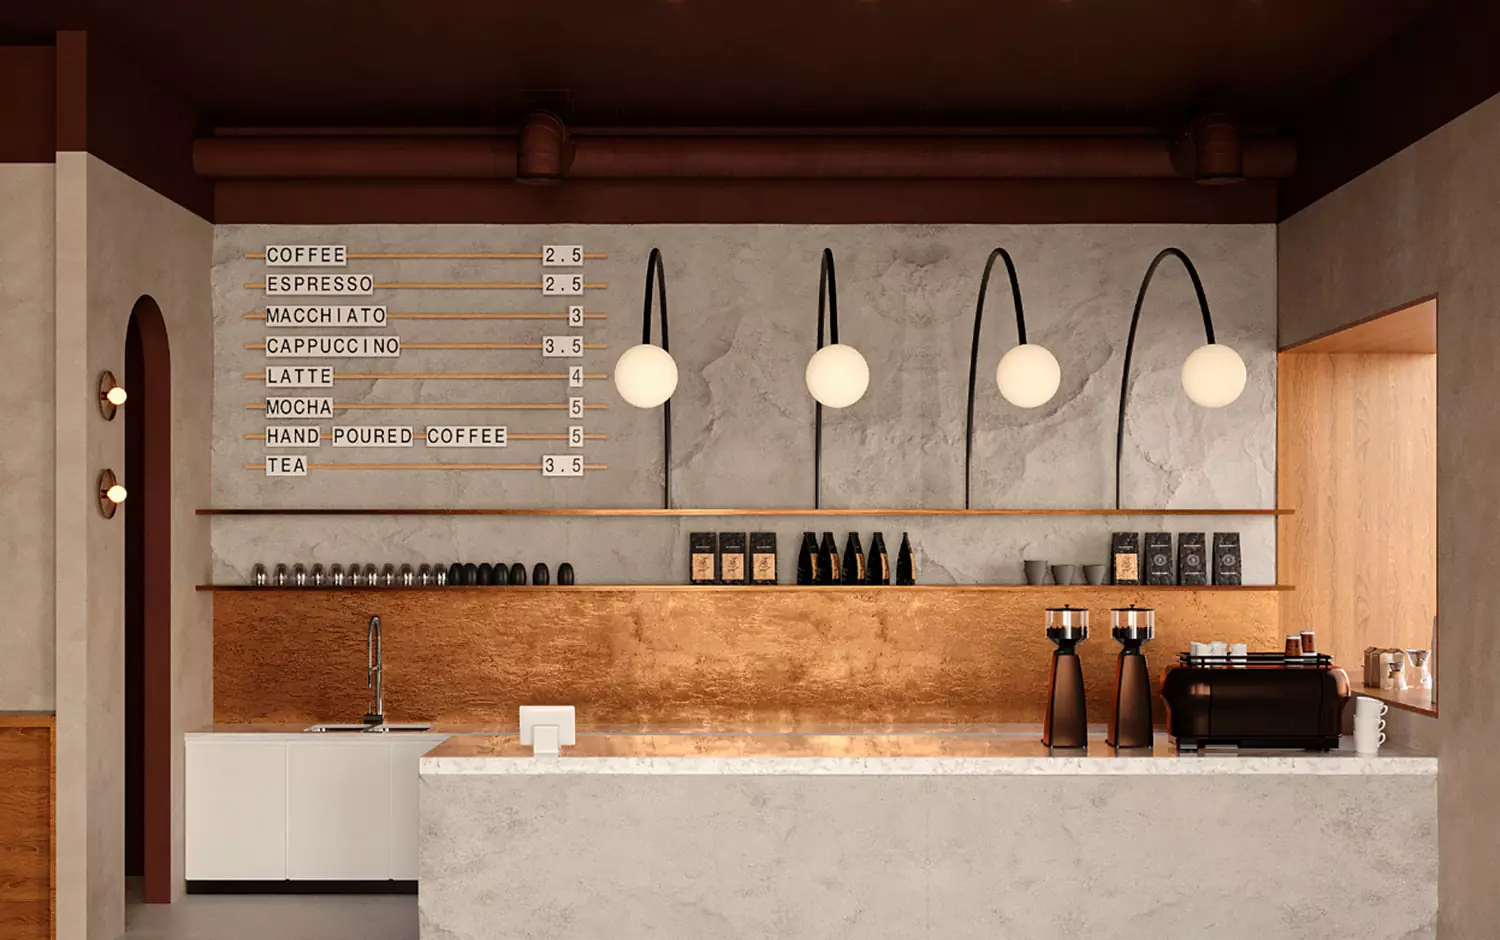 COFFEE 2.5
ESPRESSO 2.5
MACCHIATO 3
CAPPUCCINO 3.5
LATTE 4
MOCHA 5
HAND POURED COFFEE 5
TEA 3.5